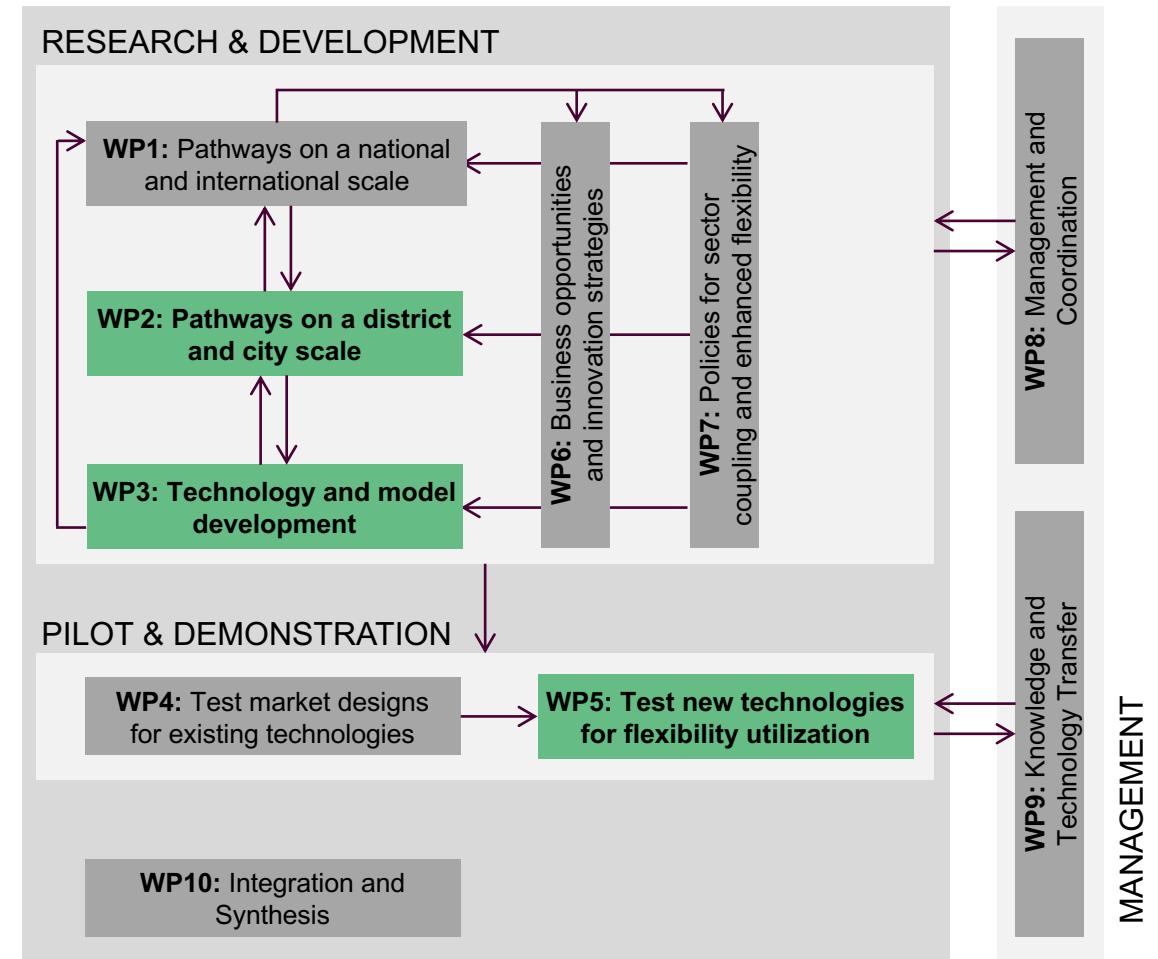 RESEARCH & DEVELOPMENT
WP1: Pathways on a national
and international scale
WP2: Pathways on a district
and city scale
WP3: Technology and model
development
WP6: Business opportunities
and innovation strategies
WP7: Policies for sector
coupling and enhanced flexibility
WP8: Management and
Coordination
PILOT & DEMONSTRATION
WP4: Test market designs
for existing technologies
WP5: Test new technologies
for flexibility utilization
WP9: Knowledge and
Technology Transfer
MANAGEMENT
WP10: Integration and
Synthesis